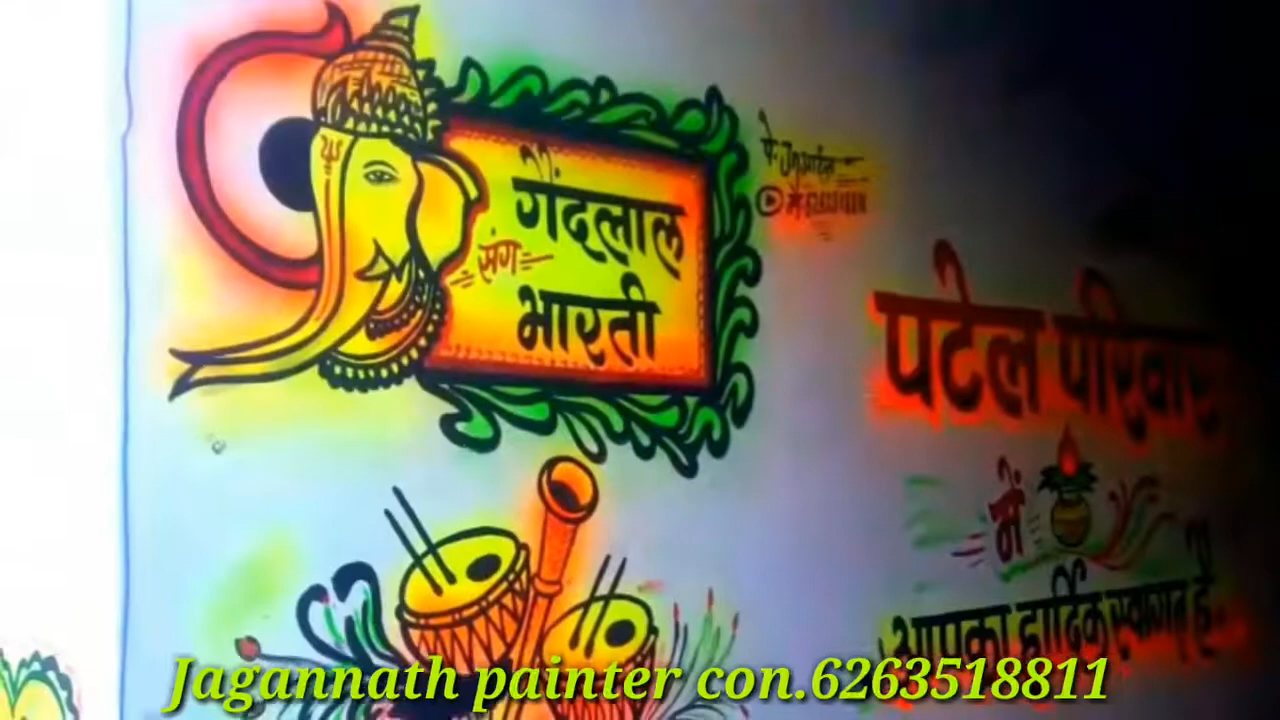 गेंदलाल
संग
भारती
पटेल परिवार
में
आपका हार्दिक स्वागत है
Jagannath painter con.6263518811